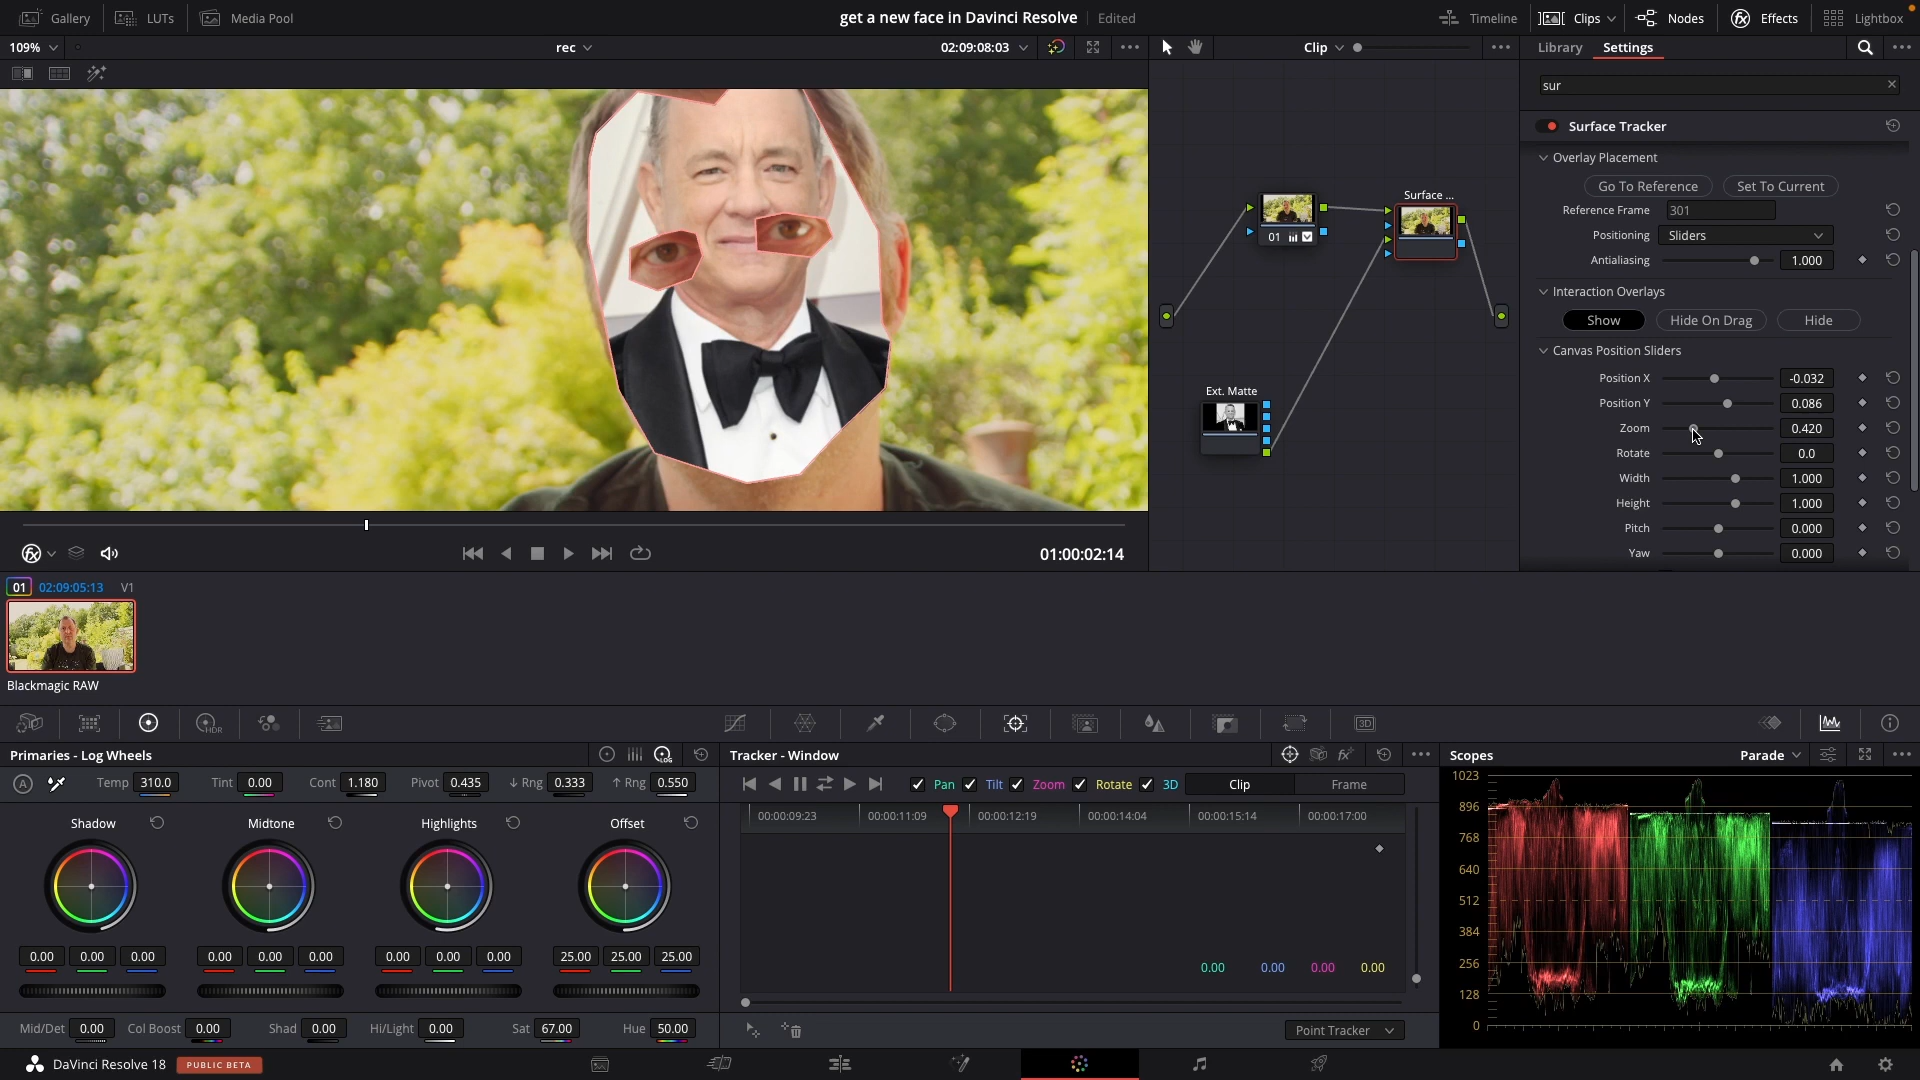 Gallery LUTs Media Pool get a new face in Davinci Resolve Edited Timeline Clips Nodes Effects Lightbox
109% rec 02:09:08:03 Clip Library Settings
sur
Surface Tracker
Overlay Placement
Go To Reference Set To Current
Reference Frame 301
Positioning Sliders
Antialiasing 1.000
Interaction Overlays
Show Hide On Drag Hide
Canvas Position Sliders
Position X -0.032
Position Y 0.086
Zoom 0.420
Rotate 0.0
Width 1.000
Height 1.000
Pitch 0.000
Yaw 0.000
Surface ...
01
Ext. Matte
01:00:02:14
01 02:09:05:13 V1
Blackmagic RAW
HDR
3D
Primaries - Log Wheels
LOG
A Temp 310.0 Tint 0.00 Cont 1.180 Pivot 0.435 ↓ Rng 0.333 ↑ Rng 0.550
Shadow Midtone Highlights Offset
0.00 0.00 0.00 0.00 0.00 0.00 0.00 0.00 0.00 25.00 25.00 25.00
Mid/Det 0.00 Col Boost 0.00 Shad 0.00 Hi/Light 0.00 Sat 67.00 Hue 50.00
Tracker - Window
Pan Tilt Zoom Rotate 3D Clip Frame
00:00:09:23 00:00:11:09 00:00:12:19 00:00:14:04 00:00:15:14 00:00:17:00
0.00 0.00 0.00 0.00
Point Tracker
Scopes Parade
1023
896
768
640
512
384
256
128
0
DaVinci Resolve 18 PUBLIC BETA